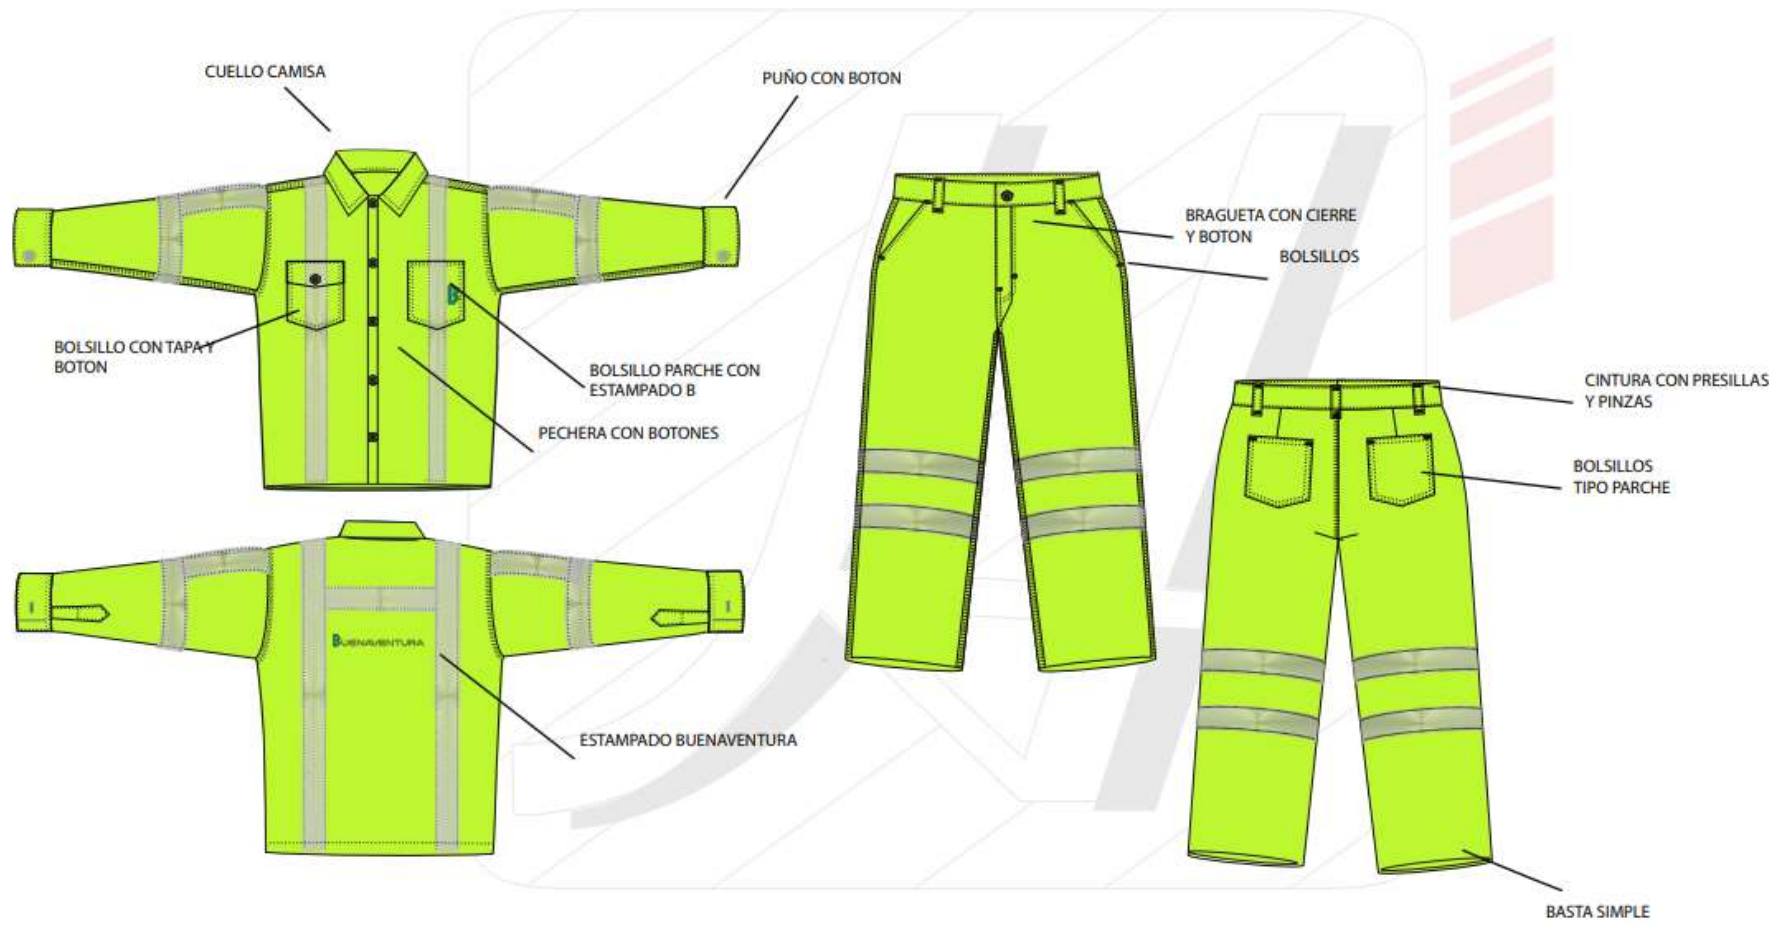 CUELLO CAMISA
PUÑO CON BOTON
BOLSILLO CON TAPA Y
BOTON
BOLSILLO PARCHE CON
ESTAMPADO B
PECHERA CON BOTONES
B
BUENAVENTURA
ESTAMPADO BUENAVENTURA
BRAGUETA CON CIERRE
Y BOTON
BOLSILLOS
CINTURA CON PRESILLAS
Y PINZAS
BOLSILLOS
TIPO PARCHE
BASTA SIMPLE